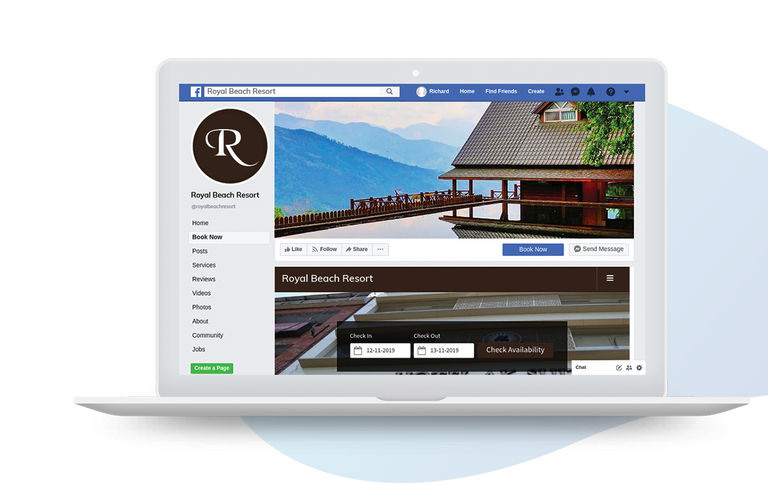 f Royal Beach Resort Richard Home Find Friends Create
R
Royal Beach Resort
@royalbeachresort
Home
Book Now
Posts
Services
Reviews
Videos
Photos
About
Community
Jobs
Create a Page
Like Follow Share ... Book Now Send Message
Royal Beach Resort
Check In Check Out
12-11-2019 13-11-2019 Check Availability
Chat